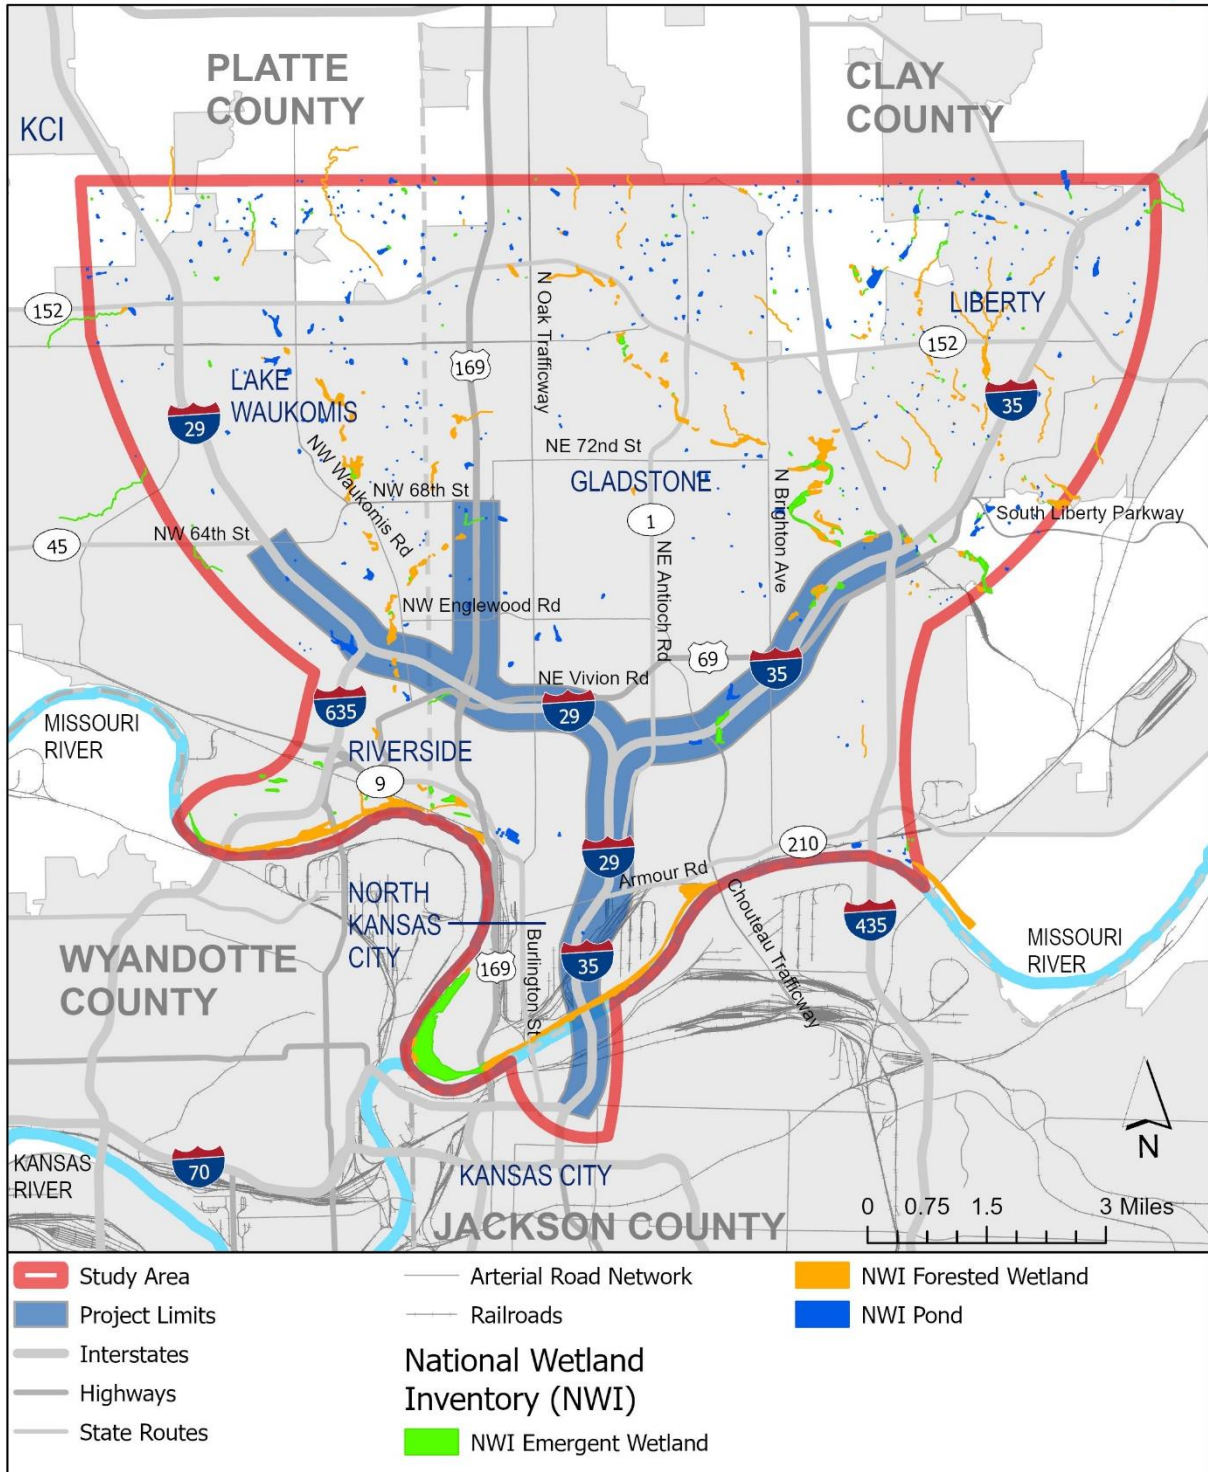 PLATTE
COUNTY
CLAY
COUNTY
KCI
152
LIBERTY
152
N Oak Trafficway
169
LAKE
WAUKOMIS
29
35
NE 72nd St
NW Waukomis Rd
GLADSTONE
NW 68th St
N Brighton Ave
South Liberty Parkway
1
NW 64th St
45
NE Antioch Rd
NW Englewood Rd
69
35
NE Vivion Rd
29
635
MISSOURI
RIVER
RIVERSIDE
9
210
29
Armour Rd
NORTH
KANSAS
CITY
Chouteau Trafficway
435
MISSOURI
RIVER
WYANDOTTE
COUNTY
169
Burlington St
35
N
KANSAS
RIVER
70
KANSAS CITY
JACKSON COUNTY
0 0.75 1.5 3 Miles
Study Area
Project Limits
Interstates
Highways
State Routes
Arterial Road Network
Railroads
National Wetland
Inventory (NWI)
NWI Emergent Wetland
NWI Forested Wetland
NWI Pond